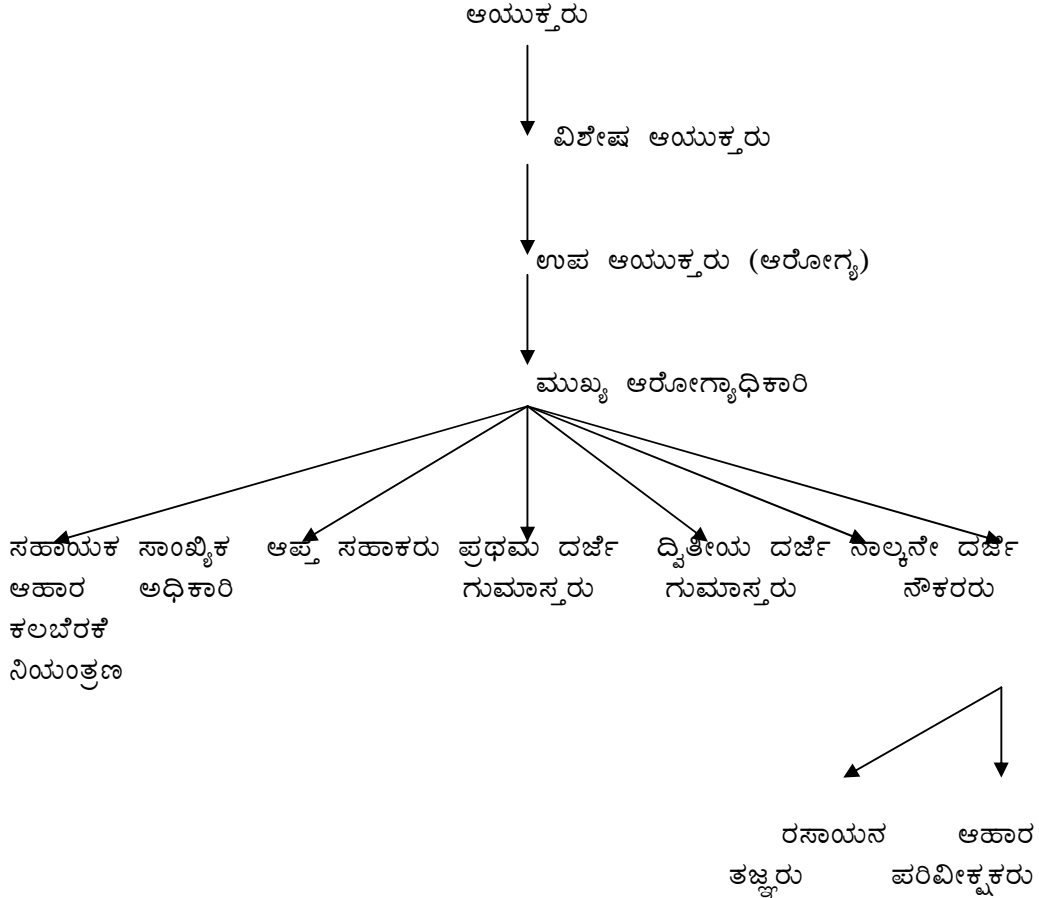 ಆಯುಕ್ತರು
ವಿಶೇಷ ಆಯುಕ್ತರು
ಉಪ ಆಯುಕ್ತರು (ಆರೋಗ್ಯ)
ಮುಖ್ಯ ಆರೋಗ್ಯಾಧಿಕಾರಿ
ಸಹಾಯಕ ಸಾಂಖ್ಯಿಕ ಆಪ್ತ ಸಹಾಕರು ಪ್ರಥಮ ದರ್ಜೆ ದ್ವಿತೀಯ ದರ್ಜೆ ನಾಲ್ಕನೇ ದರ್ಜೆ
ಆಹಾರ ಅಧಿಕಾರಿ ಗುಮಾಸ್ತರು ಗುಮಾಸ್ತರು ನೌಕರರು
ಕಲಬೆರಕೆ
ನಿಯಂತ್ರಣ
ರಸಾಯನ ಆಹಾರ
ತಜ್ಞರು ಪರಿವೀಕ್ಷಕರು